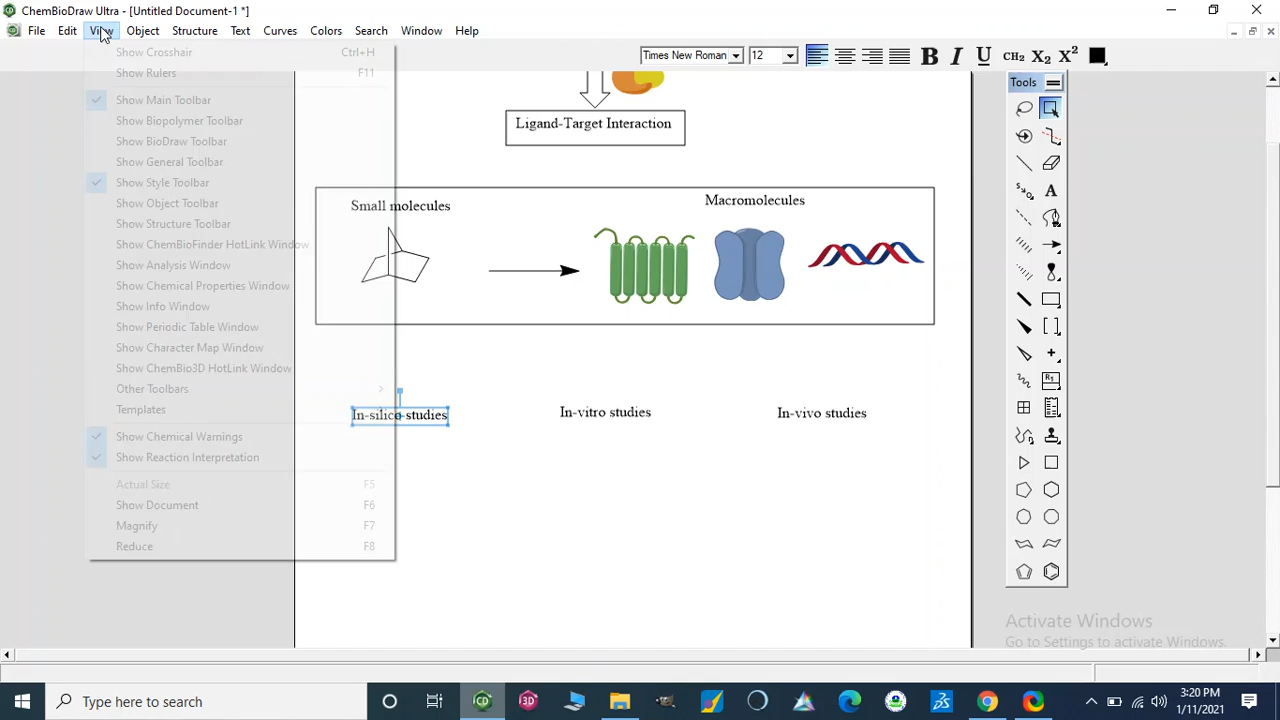 ChemBioDraw Ultra - [Untitled Document-1 *]
File Edit View Object Structure Text Curves Colors Search Window Help
Show Crosshair Ctrl+H
Show Rulers F11
Show Main Toolbar
Show Biopolymer Toolbar
Show BioDraw Toolbar
Show General Toolbar
Show Style Toolbar
Show Object Toolbar
Show Structure Toolbar
Show ChemBioFinder HotLink Window
Show Analysis Window
Show Chemical Properties Window
Show Info Window
Show Periodic Table Window
Show Character Map Window
Show ChemBio3D HotLink Window
Other Toolbars
Templates
Show Chemical Warnings
Show Reaction Interpretation
Actual Size F5
Show Document F6
Magnify F7
Reduce F8
Times New Roman 12 B I U CH2 X2 X2
Ligand-Target Interaction
Small molecules
Macromolecules
In-silico studies
In-vitro studies
In-vivo studies
Tools
A
R1
Activate Windows
Go to Settings to activate Windows.
Type here to search
CD
3D
3:20 PM
1/11/2021